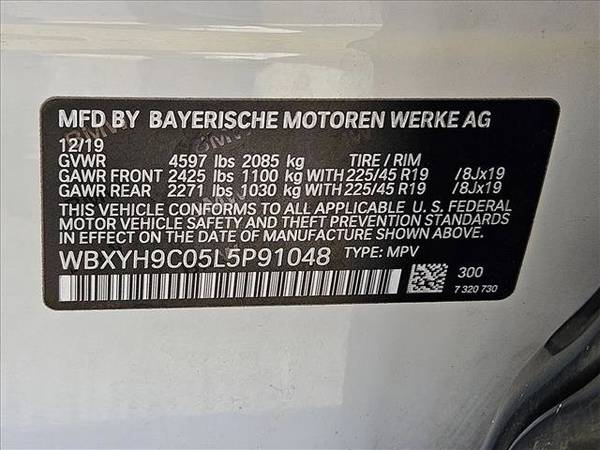 MFD BY BAYERISCHE MOTOREN WERKE AG
12/19
GVWR 4597 lbs 2085 kg TIRE / RIM
GAWR FRONT 2425 lbs 1100 kg WITH 225/45 R19 /8Jx19
GAWR REAR 2271 lbs 1030 kg WITH 225/45 R19 /8Jx19
THIS VEHICLE CONFORMS TO ALL APPLICABLE U. S. FEDERAL
MOTOR VEHICLE SAFETY AND THEFT PREVENTION STANDARDS
IN EFFECT ON THE DATE OF MANUFACTURE SHOWN ABOVE.
WBXYH9C05L5P91048 TYPE: MPV
300
7 320 730